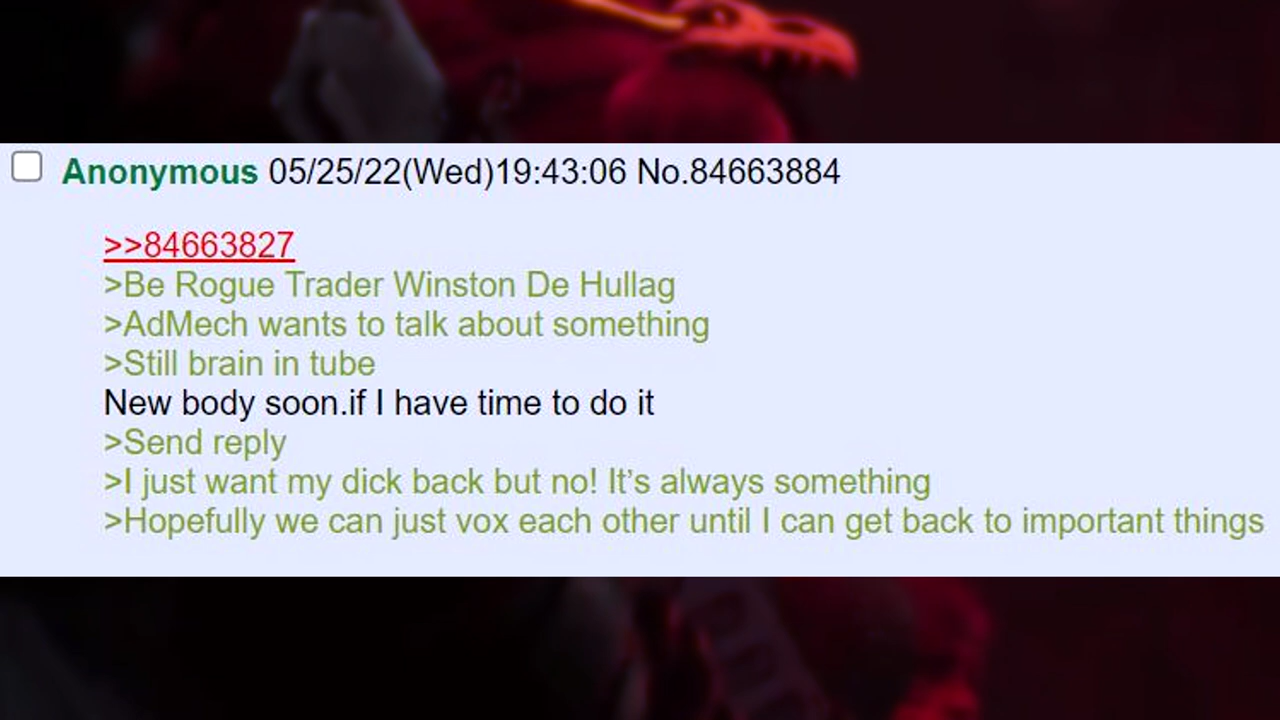 Anonymous 05/25/22(Wed)19:43:06 No.84663884
>>84663827
>Be Rogue Trader Winston De Hullag
>AdMech wants to talk about something
>Still brain in tube
New body soon.if I have time to do it
>Send reply
>I just want my dick back but no! It’s always something
>Hopefully we can just vox each other until I can get back to important things